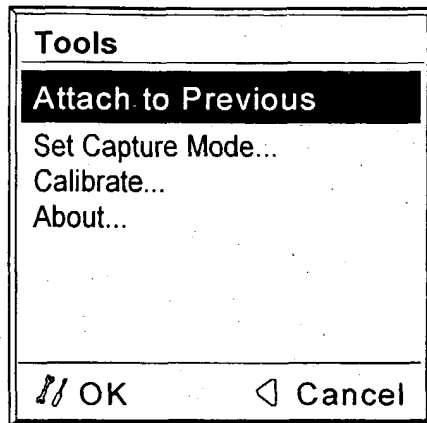 Tools
Attach to Previous
Set Capture Mode...
Calibrate...
About...
OK Cancel